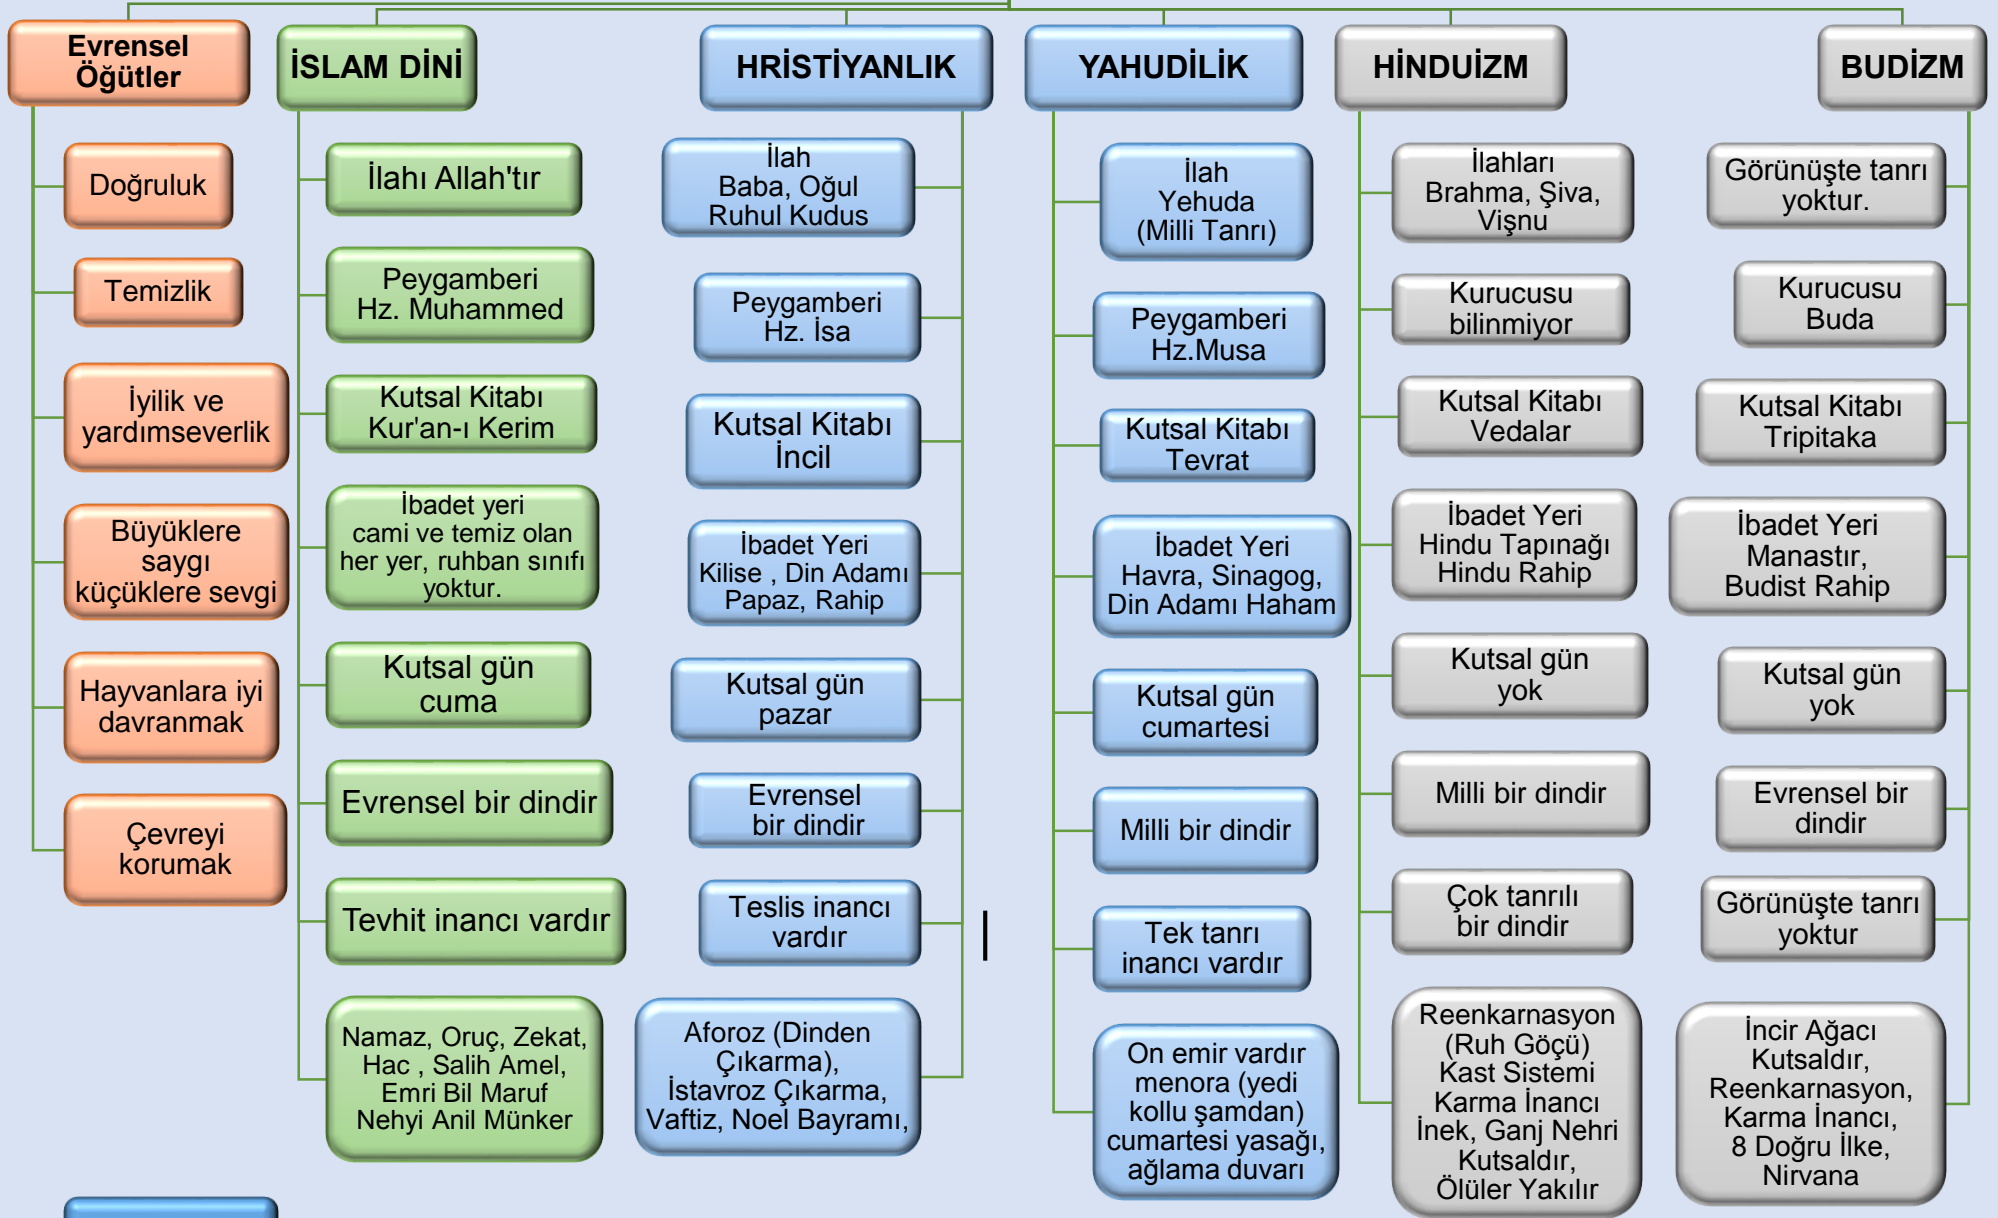 Evrensel
Öğütler
Doğruluk
Temizlik
İyilik ve
yardımseverlik
Büyüklere
saygı
küçüklere sevgi
Hayvanlara iyi
davranmak
Çevreyi
korumak
İSLAM DİNİ
İlahı Allah'tır
Peygamberi
Hz. Muhammed
Kutsal Kitabı
Kur'an-ı Kerim
İbadet yeri
cami ve temiz olan
her yer, ruhban sınıfı
yoktur.
Kutsal gün
cuma
Evrensel bir dindir
Tevhit inancı vardır
Namaz, Oruç, Zekat,
Hac , Salih Amel,
Emri Bil Maruf
Nehyi Anil Münker
HRİSTİYANLIK
İlah
Baba, Oğul
Ruhul Kudus
Peygamberi
Hz. İsa
Kutsal Kitabı
İncil
İbadet Yeri
Kilise , Din Adamı
Papaz, Rahip
Kutsal gün
pazar
Evrensel
bir dindir
Teslis inancı
vardır
Aforoz (Dinden
Çıkarma),
İstavroz Çıkarma,
Vaftiz, Noel Bayramı,
YAHUDİLİK
İlah
Yehuda
(Milli Tanrı)
Peygamberi
Hz.Musa
Kutsal Kitabı
Tevrat
İbadet Yeri
Havra, Sinagog,
Din Adamı Haham
Kutsal gün
cumartesi
Milli bir dindir
Tek tanrı
inancı vardır
On emir vardır
menora (yedi
kollu şamdan)
cumartesi yasağı,
ağlama duvarı
HİNDUİZM
İlahları
Brahma, Şiva,
Vişnu
Kurucusu
bilinmiyor
Kutsal Kitabı
Vedalar
İbadet Yeri
Hindu Tapınağı
Hindu Rahip
Kutsal gün
yok
Milli bir dindir
Çok tanrılı
bir dindir
Reenkarnasyon
(Ruh Göçü)
Kast Sistemi
Karma İnancı
İnek, Ganj Nehri
Kutsaldır,
Ölüler Yakılır
BUDİZM
Görünüşte tanrı
yoktur.
Kurucusu
Buda
Kutsal Kitabı
Tripitaka
İbadet Yeri
Manastır,
Budist Rahip
Kutsal gün
yok
Evrensel bir
dindir
Görünüşte tanrı
yoktur
İncir Ağacı
Kutsaldır,
Reenkarnasyon,
Karma İnancı,
8 Doğru İlke,
Nirvana